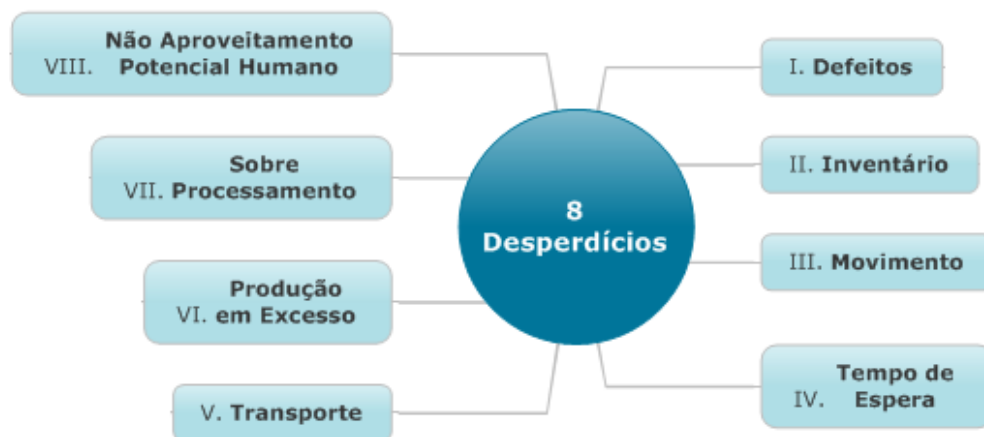 8
Desperdícios
I. Defeitos
II. Inventário
III. Movimento
Tempo de
IV. Espera
V. Transporte
Produção
VI. em Excesso
Sobre
VII. Processamento
Não Aproveitamento
VIII. Potencial Humano